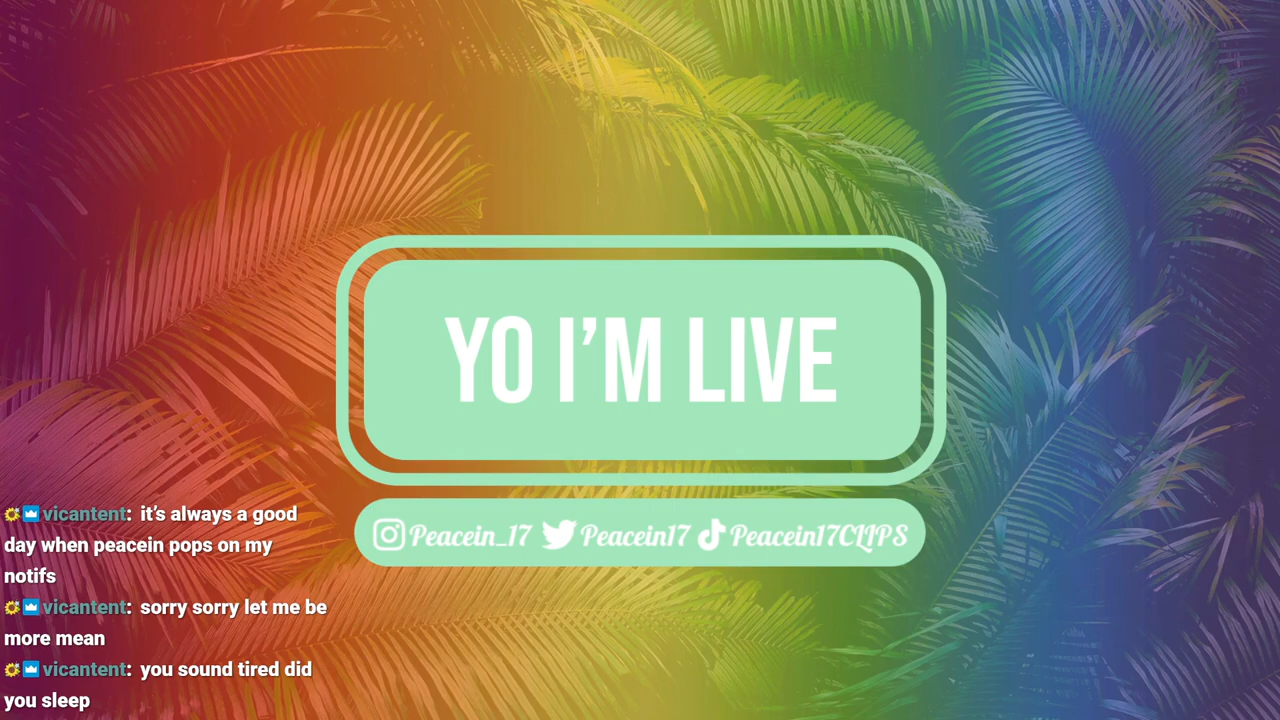 YO I’M LIVE
Peacein_17 Peacein17 Peacein17CLIPS
vicantent: it’s always a good
day when peacein pops on my
notifs
vicantent: sorry sorry let me be
more mean
vicantent: you sound tired did
you sleep